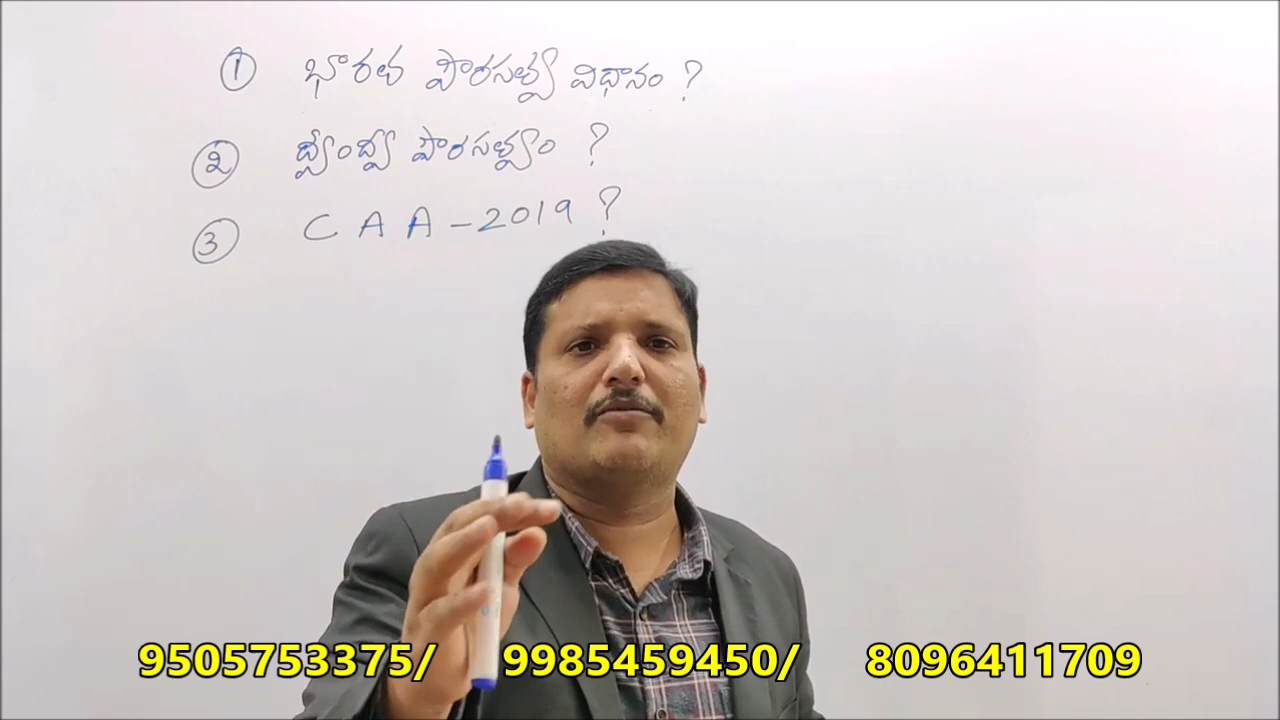 ① భారత పౌరసత్వ విధానం ?
② ద్వంద్వ పౌరసత్వం ?
③ CAA-2019 ?
9505753375/ 9985459450/ 8096411709